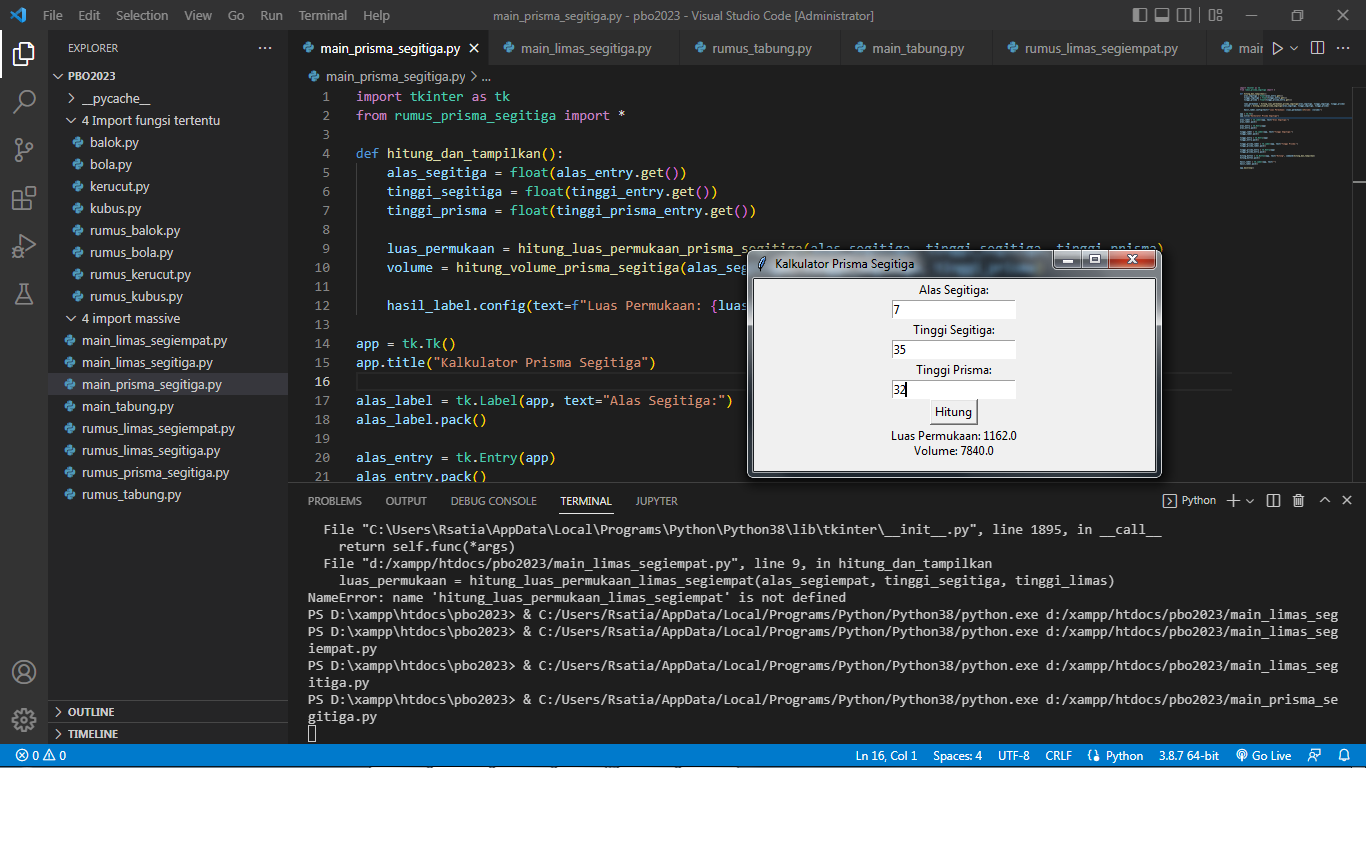 File Edit Selection View Go Run Terminal Help
main_prisma_segitiga.py - pbo2023 - Visual Studio Code [Administrator]
EXPLORER
PBO2023
__pycache__
4 Import fungsi tertentu
balok.py
bola.py
kerucut.py
kubus.py
rumus_balok.py
rumus_bola.py
rumus_kerucut.py
rumus_kubus.py
4 import massive
main_limas_segiempat.py
main_limas_segitiga.py
main_prisma_segitiga.py
main_tabung.py
rumus_limas_segiempat.py
rumus_limas_segitiga.py
rumus_prisma_segitiga.py
rumus_tabung.py
OUTLINE
TIMELINE
main_prisma_segitiga.py main_limas_segitiga.py rumus_tabung.py main_tabung.py rumus_limas_segiempat.py main
main_prisma_segitiga.py > ...
1 import tkinter as tk
2 from rumus_prisma_segitiga import *
3
4 def hitung_dan_tampilkan():
5 alas_segitiga = float(alas_entry.get())
6 tinggi_segitiga = float(tinggi_entry.get())
7 tinggi_prisma = float(tinggi_prisma_entry.get())
8
9 luas_permukaan = hitung_luas_permukaan_prisma_segitiga(alas_segitiga, tinggi_segitiga, tinggi_prisma)
10 volume = hitung_volume_prisma_segitiga(alas_seg
11
12 hasil_label.config(text=f"Luas Permukaan: {luas
13
14 app = tk.Tk()
15 app.title("Kalkulator Prisma Segitiga")
16
17 alas_label = tk.Label(app, text="Alas Segitiga:")
18 alas_label.pack()
19
20 alas_entry = tk.Entry(app)
21 alas_entry.pack()
Kalkulator Prisma Segitiga
Alas Segitiga:
7
Tinggi Segitiga:
35
Tinggi Prisma:
32
Hitung
Luas Permukaan: 1162.0
Volume: 7840.0
PROBLEMS OUTPUT DEBUG CONSOLE TERMINAL JUPYTER
Python
File "C:\Users\Rsatia\AppData\Local\Programs\Python\Python38\lib\tkinter\__init__.py", line 1895, in __call__
return self.func(*args)
File "d:/xampp/htdocs/pbo2023/main_limas_segiempat.py", line 9, in hitung_dan_tampilkan
luas_permukaan = hitung_luas_permukaan_limas_segiempat(alas_segiempat, tinggi_segitiga, tinggi_limas)
NameError: name 'hitung_luas_permukaan_limas_segiempat' is not defined
PS D:\xampp\htdocs\pbo2023> & C:/Users/Rsatia/AppData/Local/Programs/Python/Python38/python.exe d:/xampp/htdocs/pbo2023/main_limas_seg
PS D:\xampp\htdocs\pbo2023> & C:/Users/Rsatia/AppData/Local/Programs/Python/Python38/python.exe d:/xampp/htdocs/pbo2023/main_limas_seg
iempat.py
PS D:\xampp\htdocs\pbo2023> & C:/Users/Rsatia/AppData/Local/Programs/Python/Python38/python.exe d:/xampp/htdocs/pbo2023/main_limas_seg
itiga.py
PS D:\xampp\htdocs\pbo2023> & C:/Users/Rsatia/AppData/Local/Programs/Python/Python38/python.exe d:/xampp/htdocs/pbo2023/main_prisma_se
gitiga.py
0 0
Ln 16, Col 1 Spaces: 4 UTF-8 CRLF Python 3.8.7 64-bit Go Live